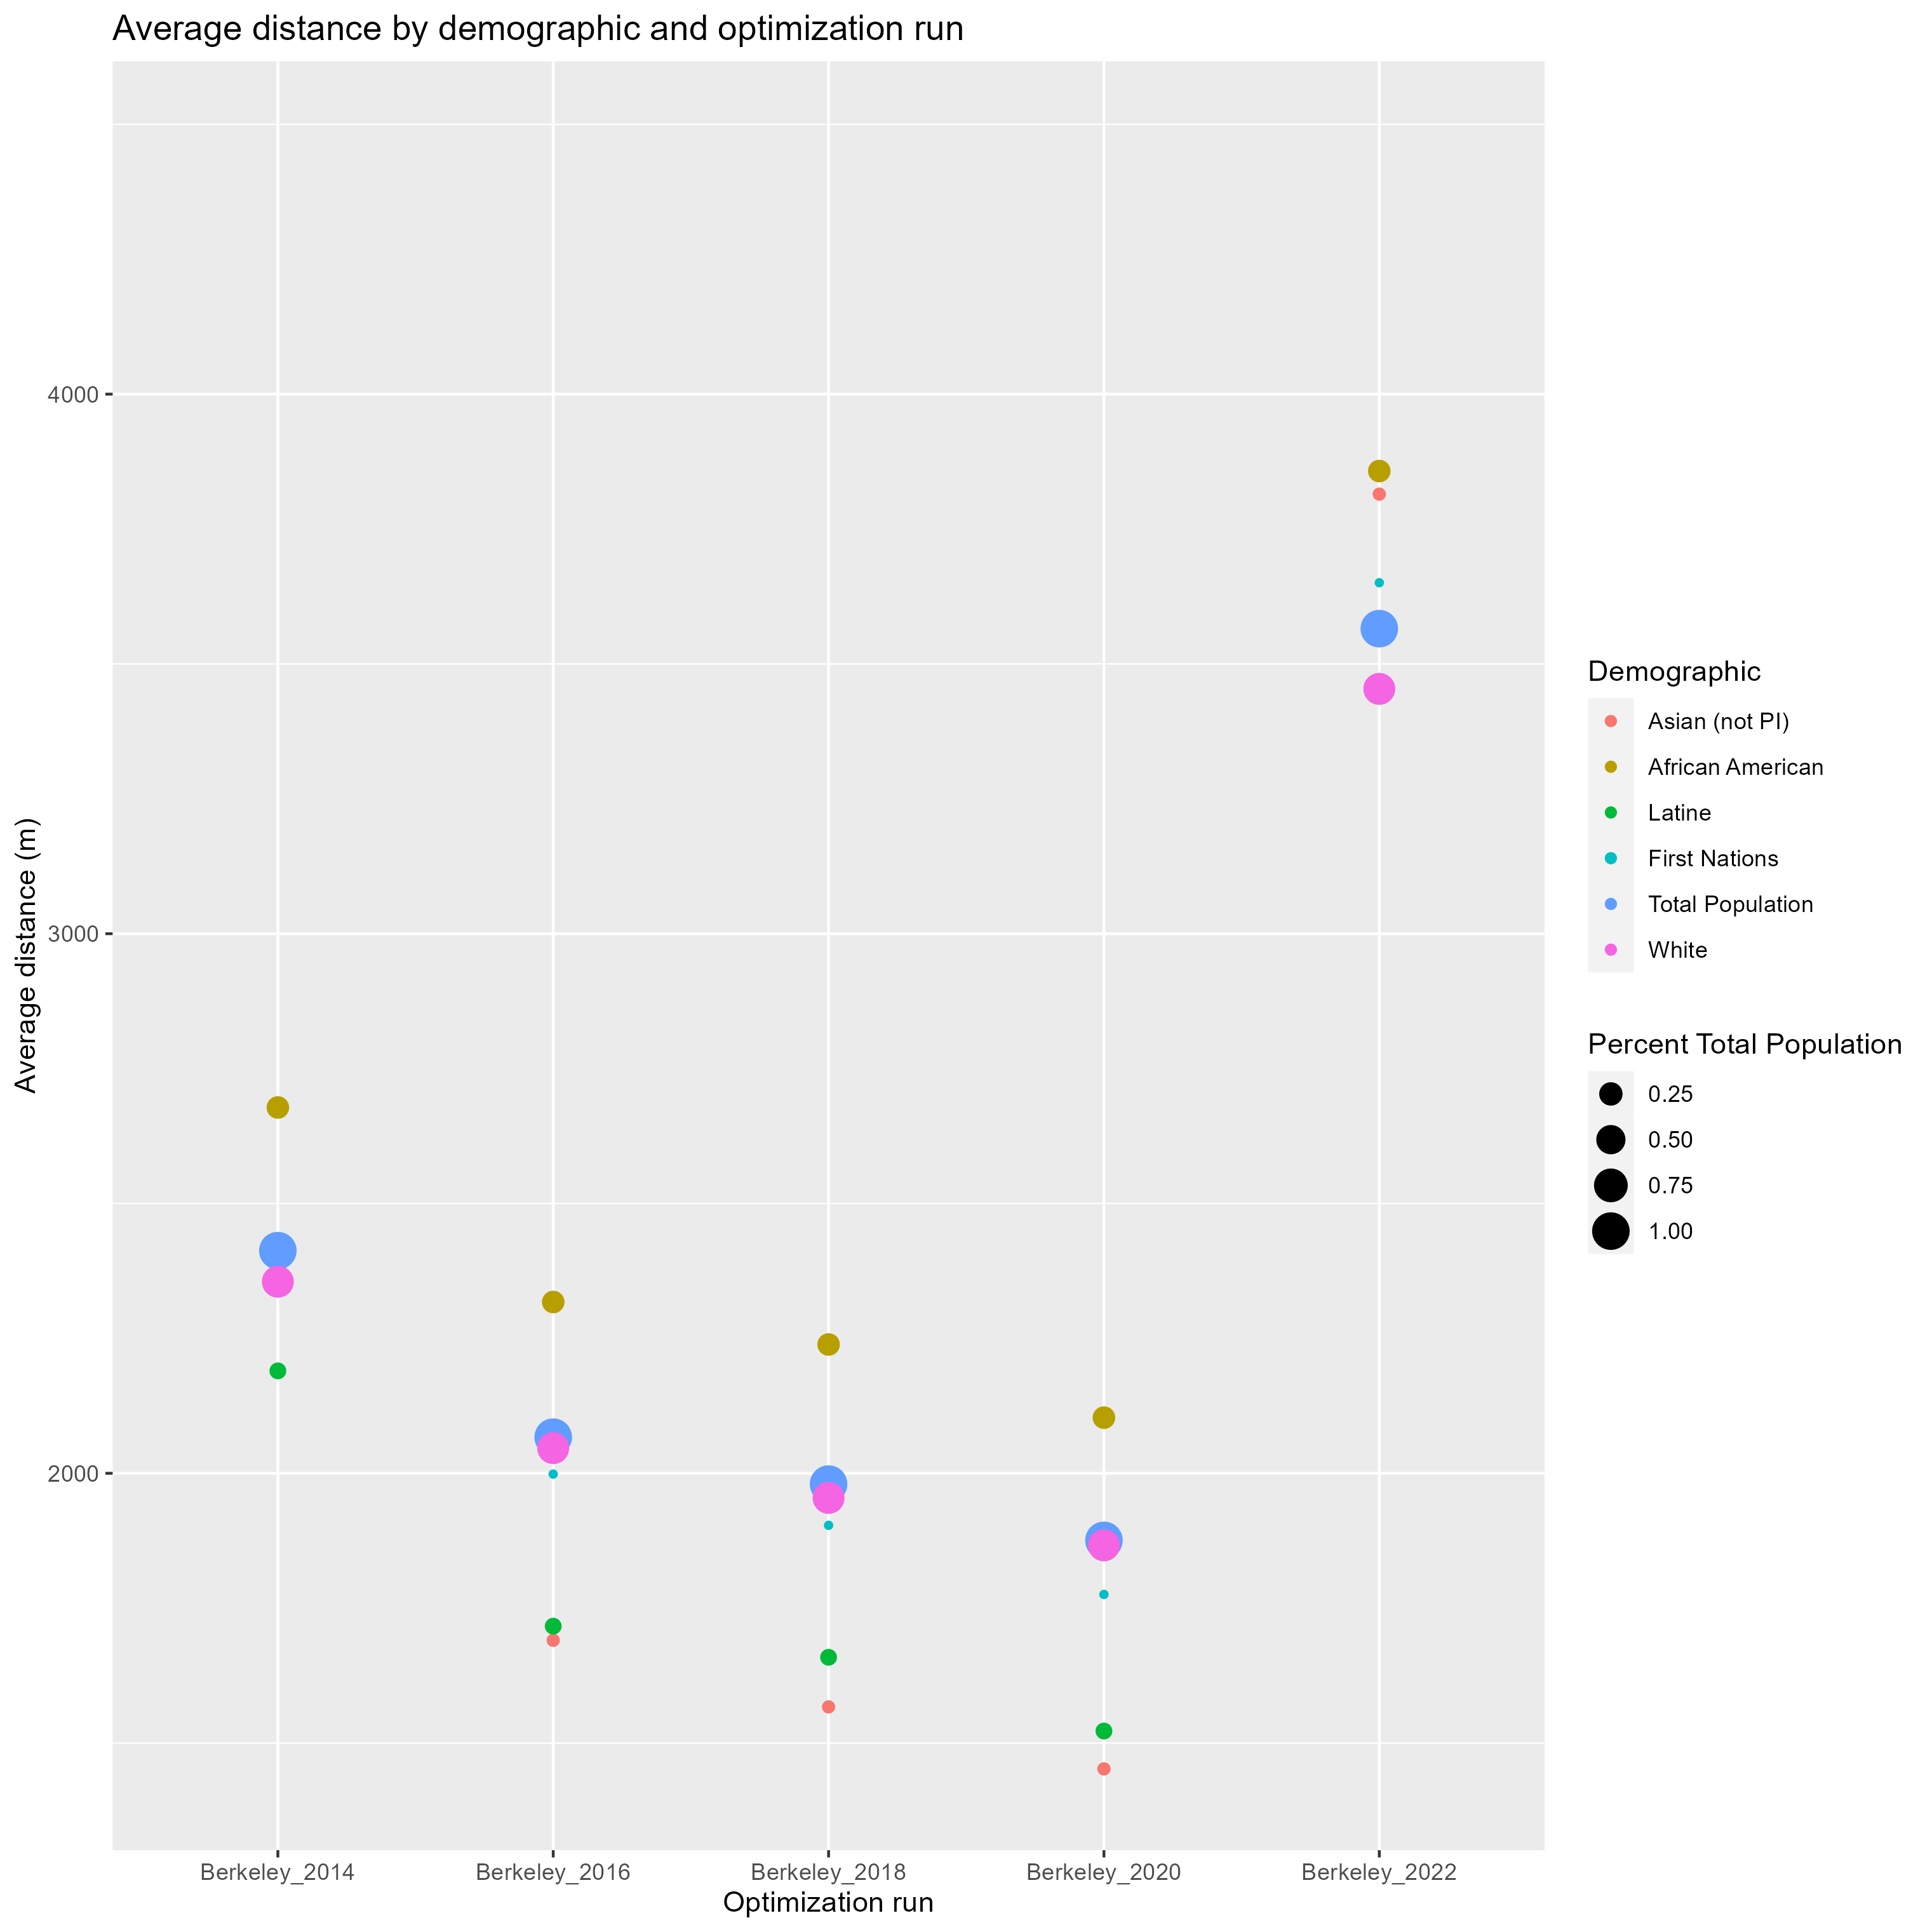 Average distance by demographic and optimization run
Average distance (m)
4000
3000
2000
Berkeley_2014
Berkeley_2016
Berkeley_2018
Berkeley_2020
Berkeley_2022
Optimization run
Demographic
Asian (not PI)
African American
Latine
First Nations
Total Population
White
Percent Total Population
0.25
0.50
0.75
1.00